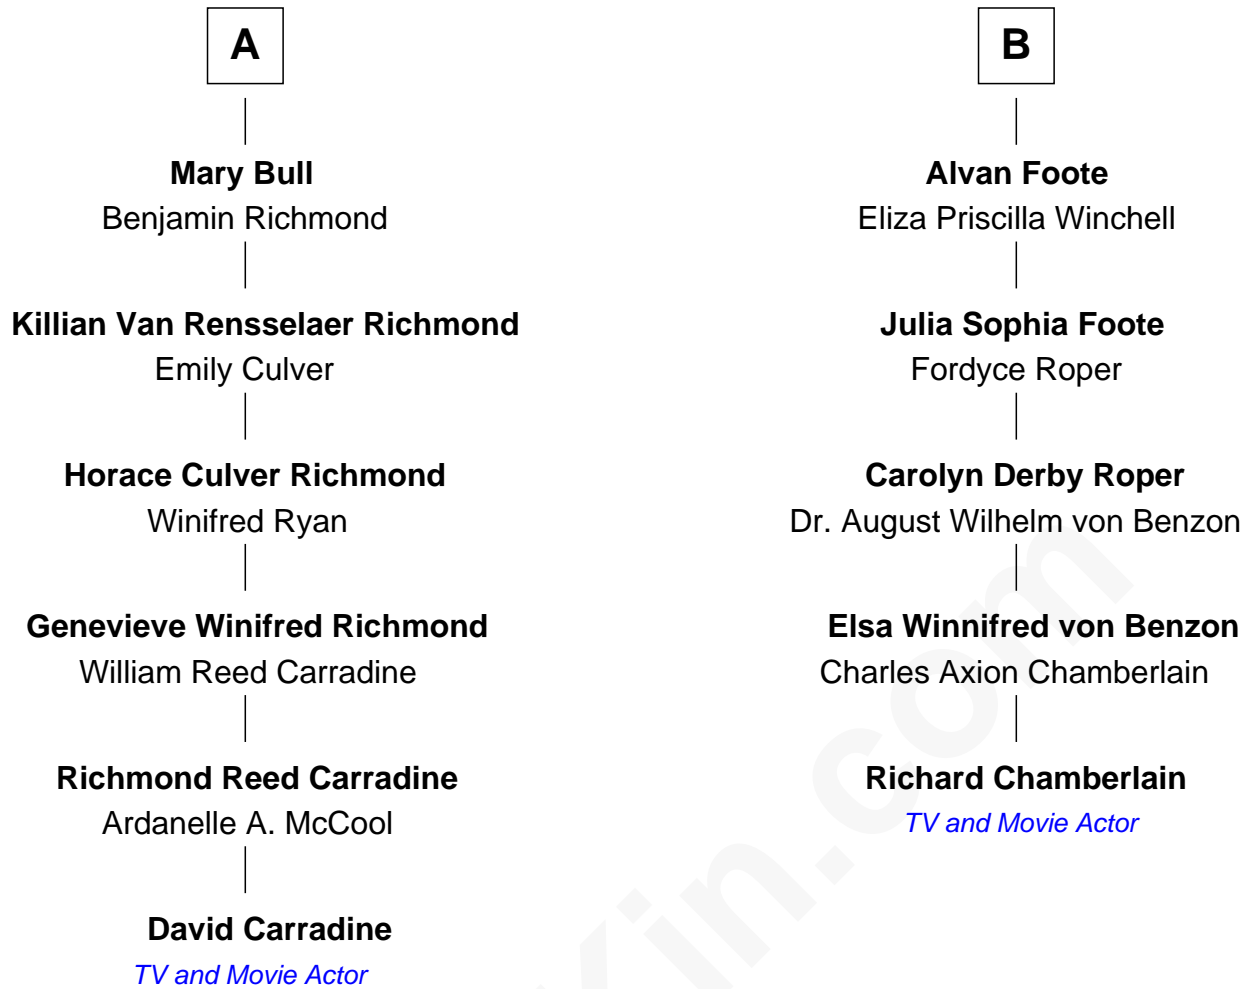 A
Mary Bull
Benjamin Richmond
Killian Van Rensselaer Richmond
Emily Culver
Horace Culver Richmond
Winifred Ryan
Genevieve Winifred Richmond
William Reed Carradine
Richmond Reed Carradine
Ardanelle A. McCool
David Carradine
TV and Movie Actor
B
Alvan Foote
Eliza Priscilla Winchell
Julia Sophia Foote
Fordyce Roper
Carolyn Derby Roper
Dr. August Wilhelm von Benzon
Elsa Winnifred von Benzon
Charles Axion Chamberlain
Richard Chamberlain
TV and Movie Actor
Kin.com